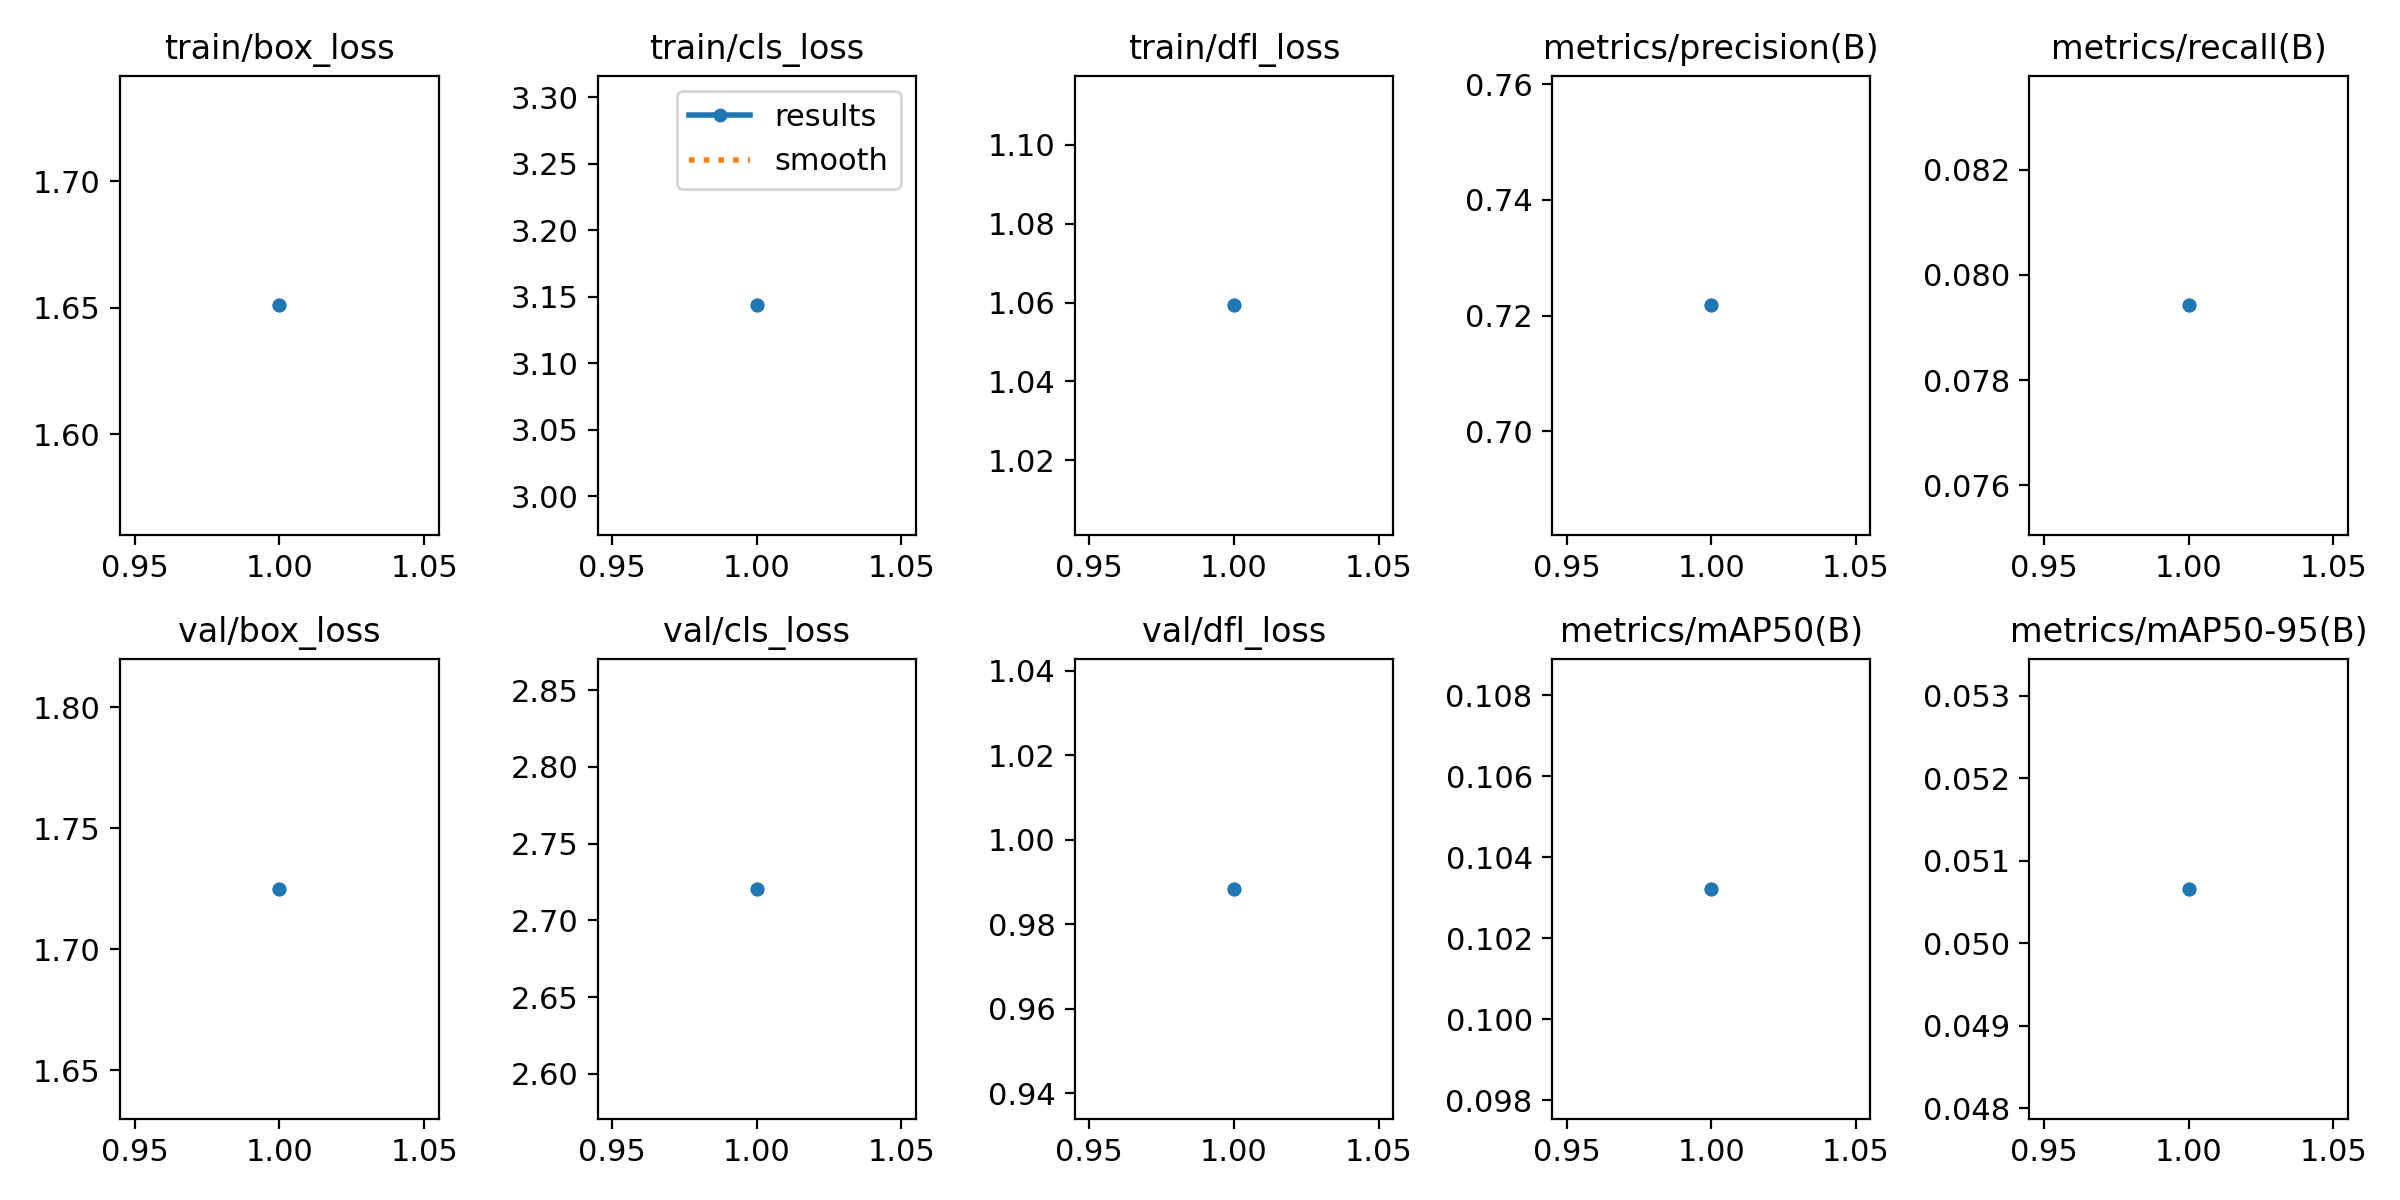 train/box_loss
1.70
1.65
1.60
0.95 1.00 1.05
train/cls_loss
results
smooth
3.30
3.25
3.20
3.15
3.10
3.05
3.00
0.95 1.00 1.05
train/dfl_loss
1.10
1.08
1.06
1.04
1.02
0.95 1.00 1.05
metrics/precision(B)
0.76
0.74
0.72
0.70
0.95 1.00 1.05
metrics/recall(B)
0.082
0.080
0.078
0.076
0.95 1.00 1.05
val/box_loss
1.80
1.75
1.70
1.65
0.95 1.00 1.05
val/cls_loss
2.85
2.80
2.75
2.70
2.65
2.60
0.95 1.00 1.05
val/dfl_loss
1.04
1.02
1.00
0.98
0.96
0.94
0.95 1.00 1.05
metrics/mAP50(B)
0.108
0.106
0.104
0.102
0.100
0.098
0.95 1.00 1.05
metrics/mAP50-95(B)
0.053
0.052
0.051
0.050
0.049
0.048
0.95 1.00 1.05